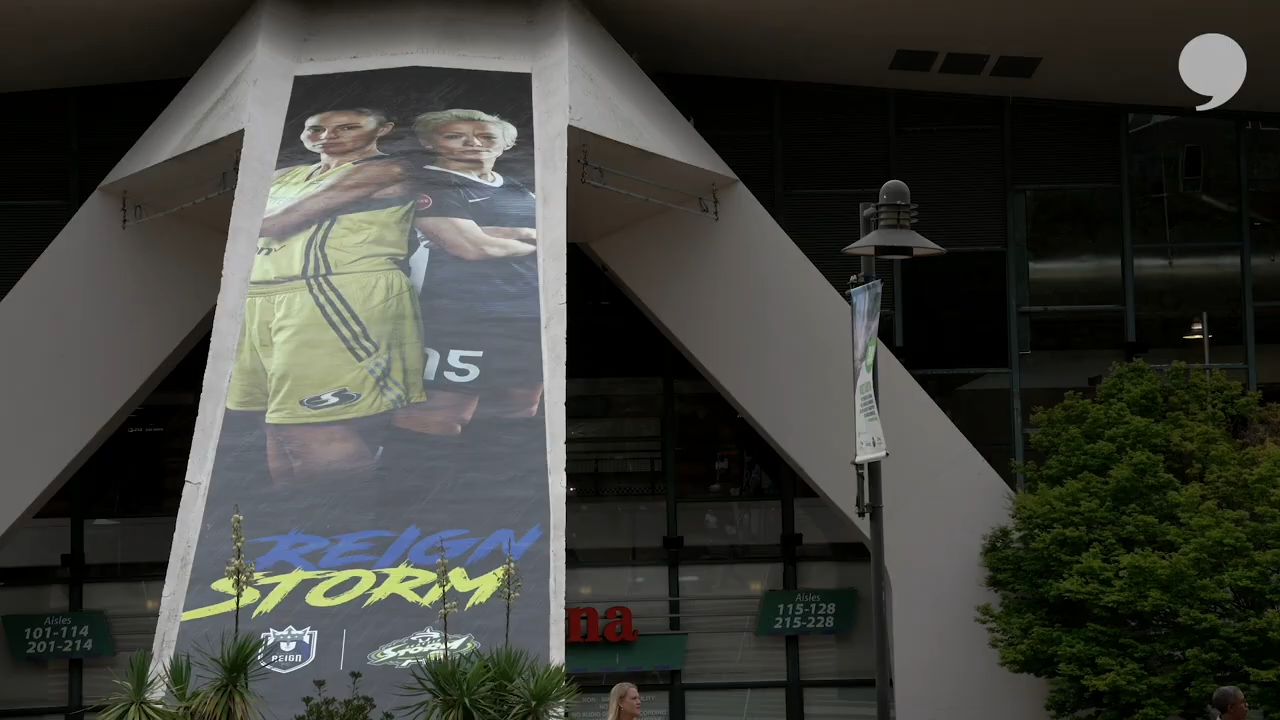 15
REIGN
STORM
REIGN
STORM
Aisles
101-114
201-214
na
Aisles
115-128
215-228